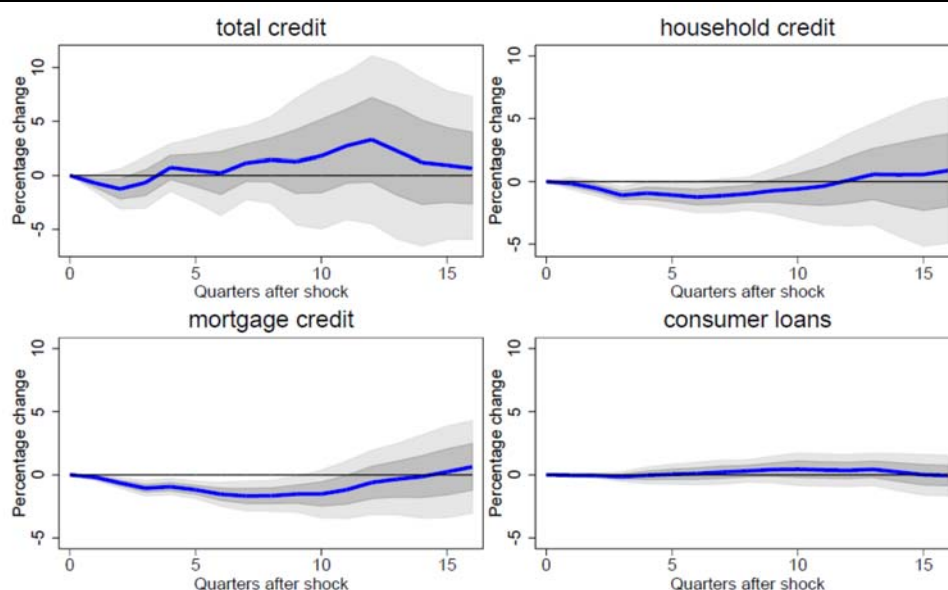 total credit
Percentage change
10
5
0
-5
0 5 10 15
Quarters after shock
household credit
Percentage change
10
5
0
-5
0 5 10 15
Quarters after shock
mortgage credit
Percentage change
10
5
0
-5
0 5 10 15
Quarters after shock
consumer loans
Percentage change
10
5
0
-5
0 5 10 15
Quarters after shock